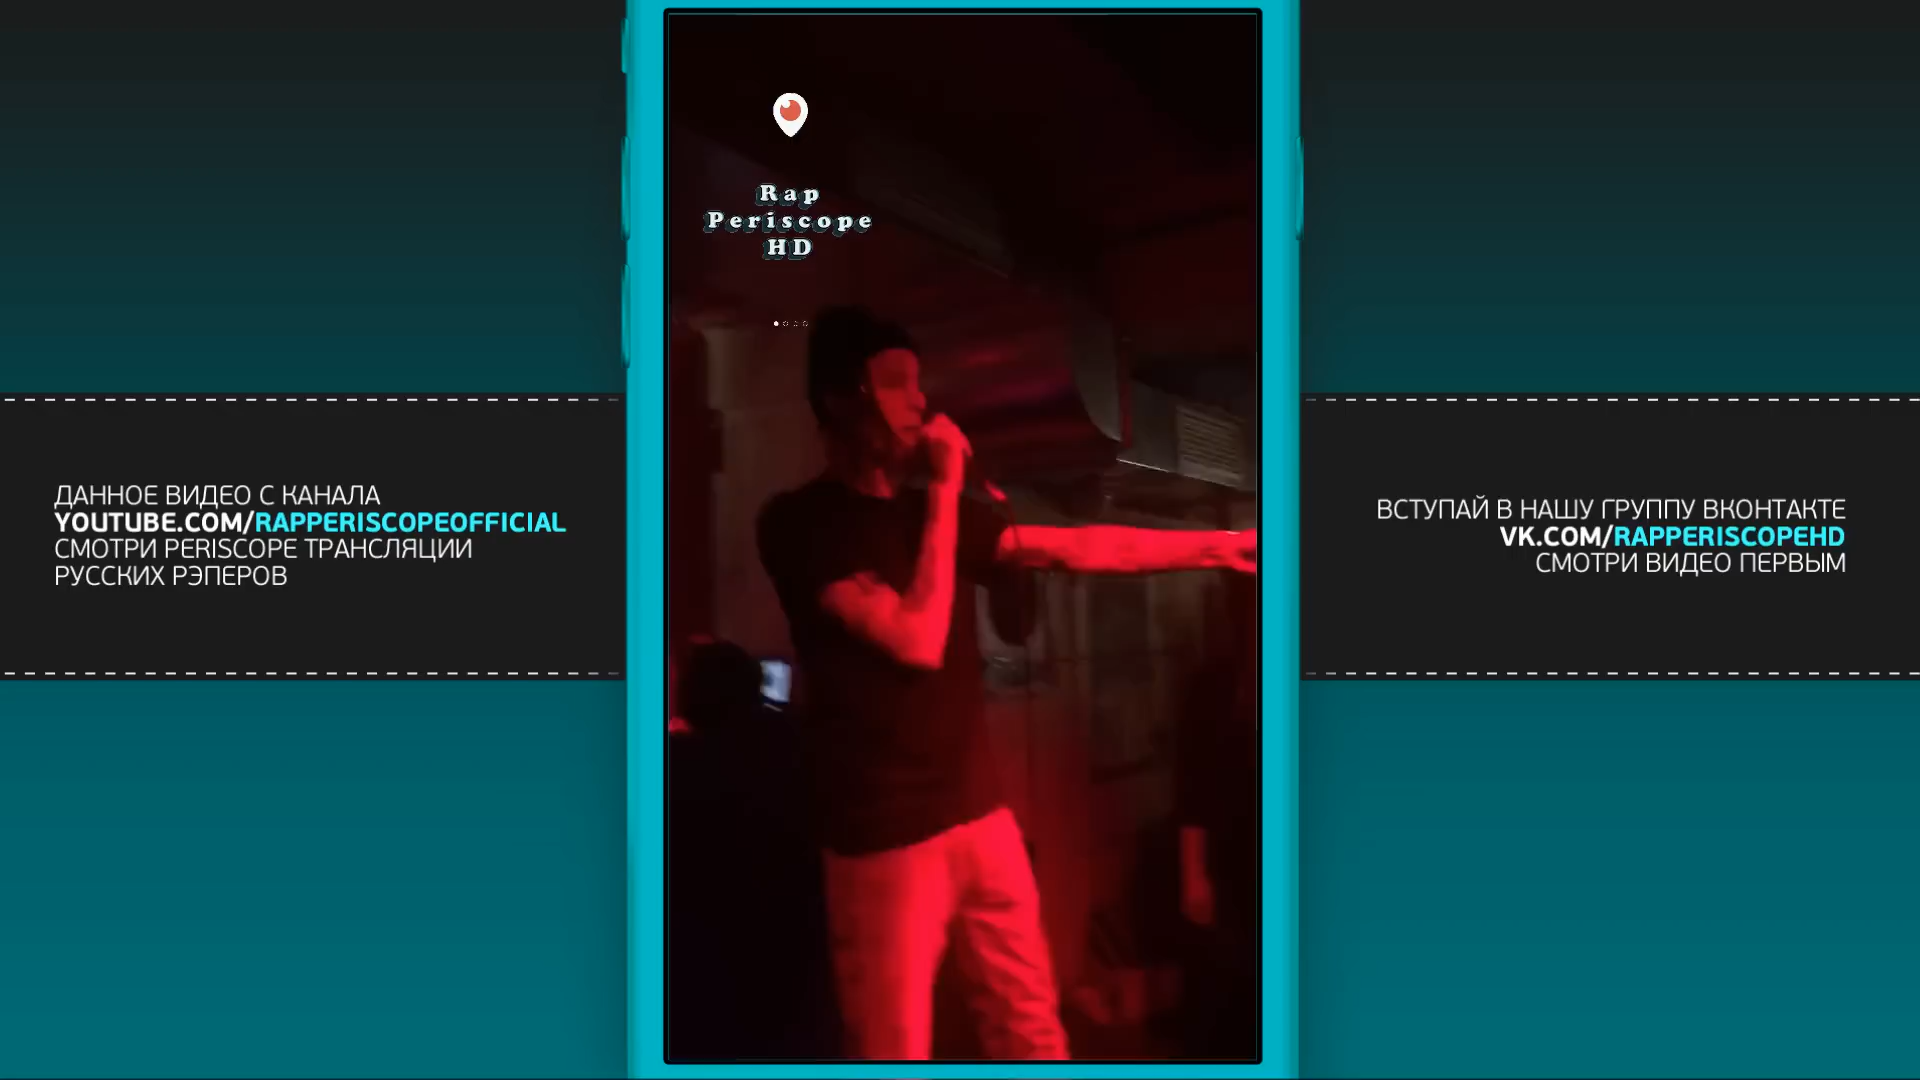 Rap
Periscope
HD
ДАННОЕ ВИДЕО С КАНАЛА
YOUTUBE.COM/RAPPERISCOPEOFFICIAL
СМОТРИ PERISCOPE ТРАНСЛЯЦИИ
РУССКИХ РЭПЕРОВ
ВСТУПАЙ В НАШУ ГРУППУ ВКОНТАКТЕ
VK.COM/RAPPERISCOPEHD
СМОТРИ ВИДЕО ПЕРВЫМ